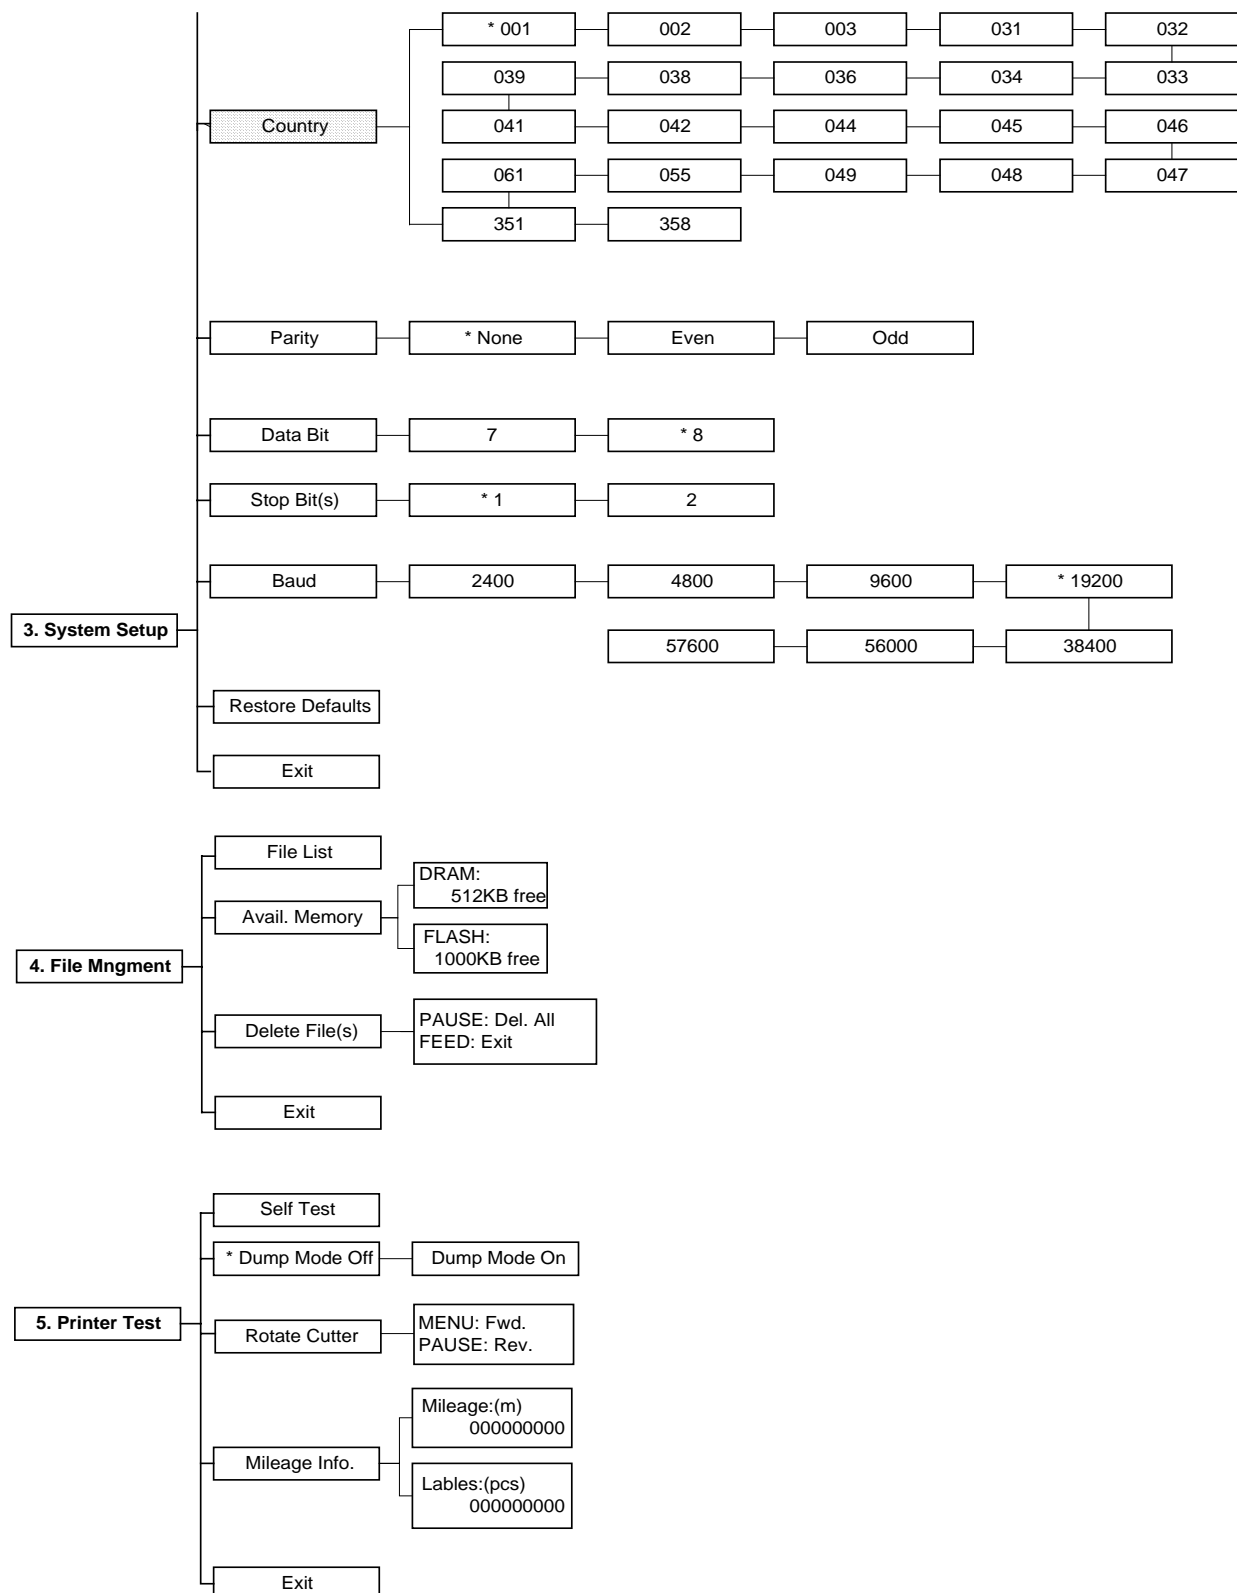 * 001 002 003 031 032
039 038 036 034 033
Country 041 042 044 045 046
061 055 049 048 047
351 358
Parity * None Even Odd
Data Bit 7 * 8
Stop Bit(s) * 1 2
Baud 2400 4800 9600 * 19200
3. System Setup
57600 56000 38400
Restore Defaults
Exit
File List
DRAM:
512KB free
Avail. Memory
FLASH:
1000KB free
4. File Mngment
PAUSE: Del. All
Delete File(s)
FEED: Exit
Exit
Self Test
* Dump Mode Off Dump Mode On
5. Printer Test
MENU: Fwd.
Rotate Cutter
PAUSE: Rev.
Mileage:(m)
000000000
Mileage Info.
Lables:(pcs)
000000000
Exit